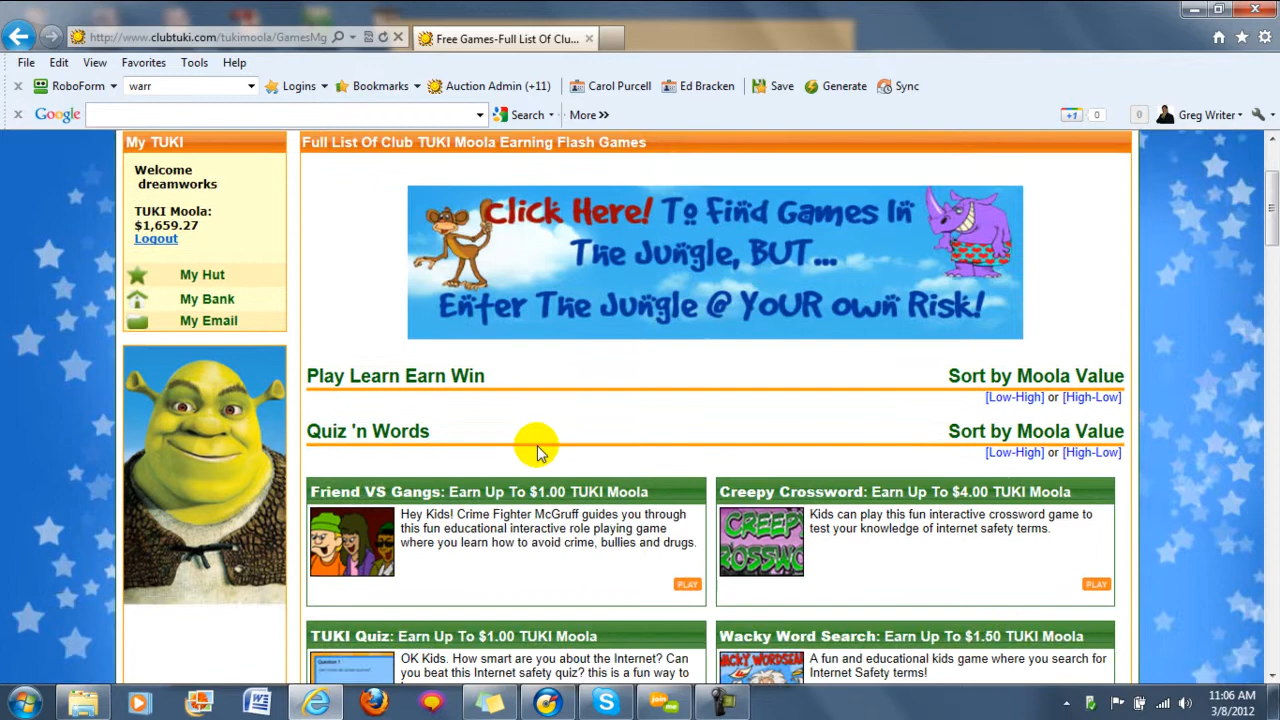 http://www.clubtuki.com/tukimoola/GamesMg
Free Games-Full List Of Clu...
File Edit View Favorites Tools Help
RoboForm warr Logins Bookmarks Auction Admin (+11) Carol Purcell Ed Bracken Save Generate Sync
Google Search More » +1 0 0 Greg Writer
My TUKI
Welcome
dreamworks
TUKI Moola:
$1,659.27
Logout
My Hut
My Bank
My Email
Full List Of Club TUKI Moola Earning Flash Games
Click Here! To Find Games In
The Jungle, BUT...
Enter The Jungle @ YoUR own Risk!
Play Learn Earn Win Sort by Moola Value
[Low-High] or [High-Low]
Quiz 'n Words Sort by Moola Value
[Low-High] or [High-Low]
Friend VS Gangs: Earn Up To $1.00 TUKI Moola
Hey Kids! Crime Fighter McGruff guides you through
this fun educational interactive role playing game
where you learn how to avoid crime, bullies and drugs.
PLAY
Creepy Crossword: Earn Up To $4.00 TUKI Moola
CREEP
Kids can play this fun interactive crossword game to
test your knowledge of internet safety terms.
PLAY
TUKI Quiz: Earn Up To $1.00 TUKI Moola
Question 1
OK Kids. How smart are you about the Internet? Can
you beat this Internet safety quiz? this is a fun way to
Wacky Word Search: Earn Up To $1.50 TUKI Moola
A fun and educational kids game where you search for
Internet Safety terms!
join me
11:06 AM
3/8/2012